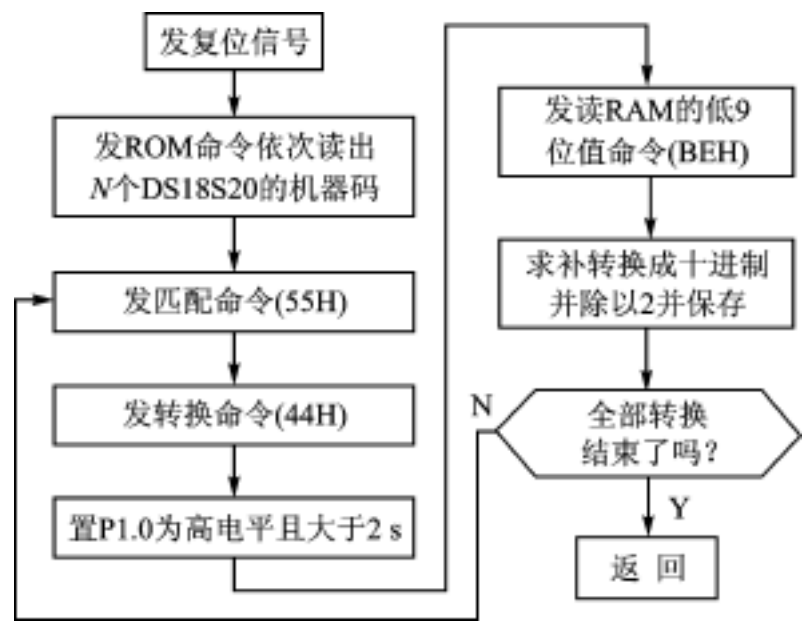 发复位信号
发ROM命令依次读出
N个DS18S20的机器码
发匹配命令(55H)
发转换命令(44H)
置P1.0为高电平且大于2 s
发读RAM的低9
位值命令(BEH)
求补转换成十进制
并除以2并保存
全部转换
结束了吗?
N
Y
返 回